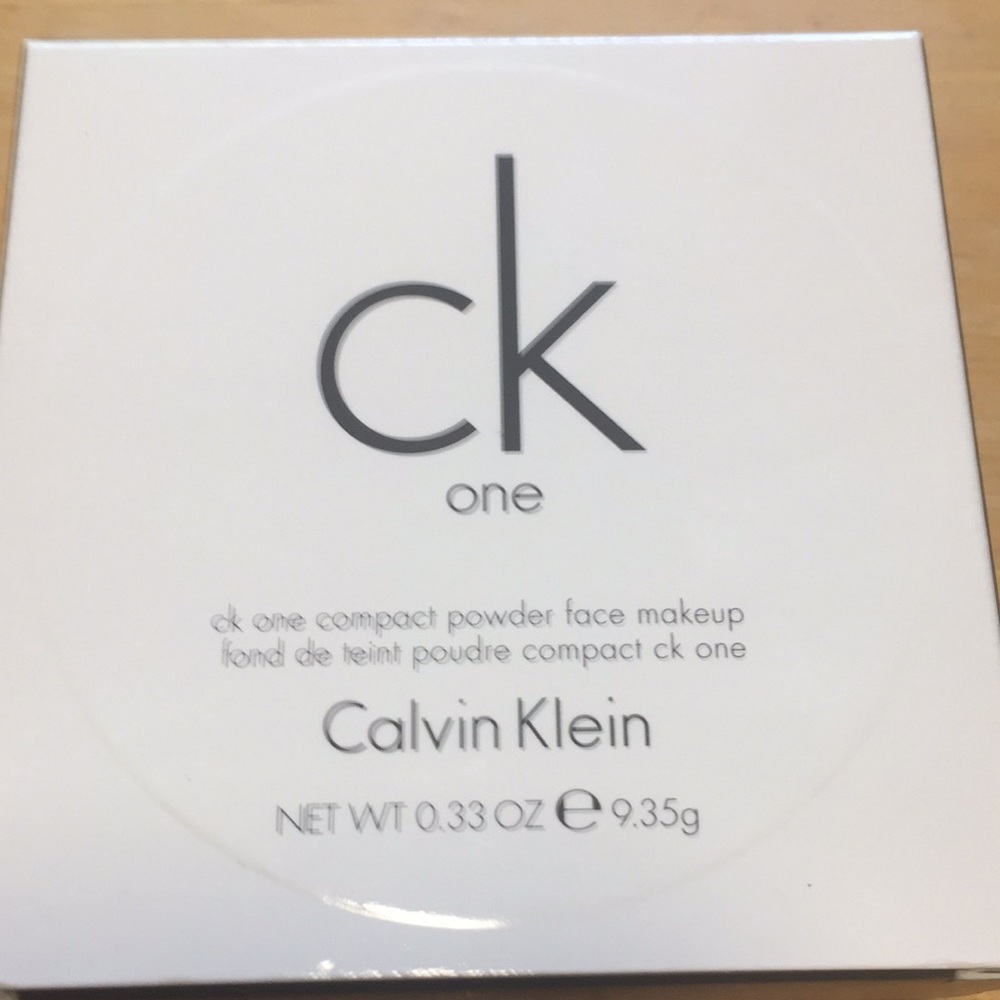 ck
one
ck one compact powder face makeup
fond de teint poudre compact ck one
Calvin Klein
NET WT 0.33 OZ e 9.35g